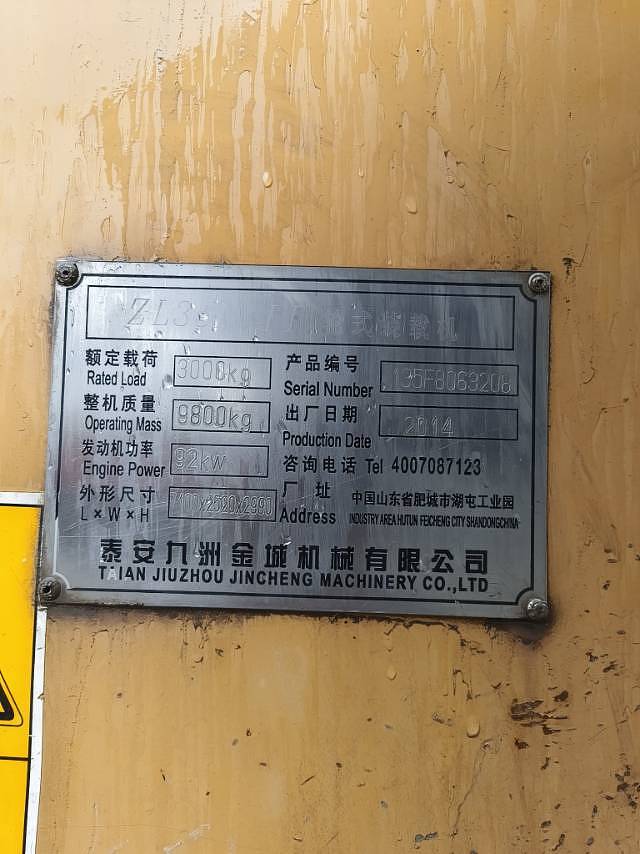 ZL3 式装载机
额定载荷 3000kg 产品编号
Rated Load Serial Number J135F8063208
整机质量 9800kg 出厂日期 2014
Operating Mass Production Date
发动机功率 92kw 咨询电话 Tel 4007087123
Engine Power
外形尺寸 7400x2520x2990 厂址 中国山东省肥城市湖屯工业园
L×W×H Address INDUSTRY AREA HUTUN FEICHENG CITY SHANDONGCHINA
泰安九洲金城机械有限公司
TAIAN JIUZHOU JINCHENG MACHINERY CO.,LTD